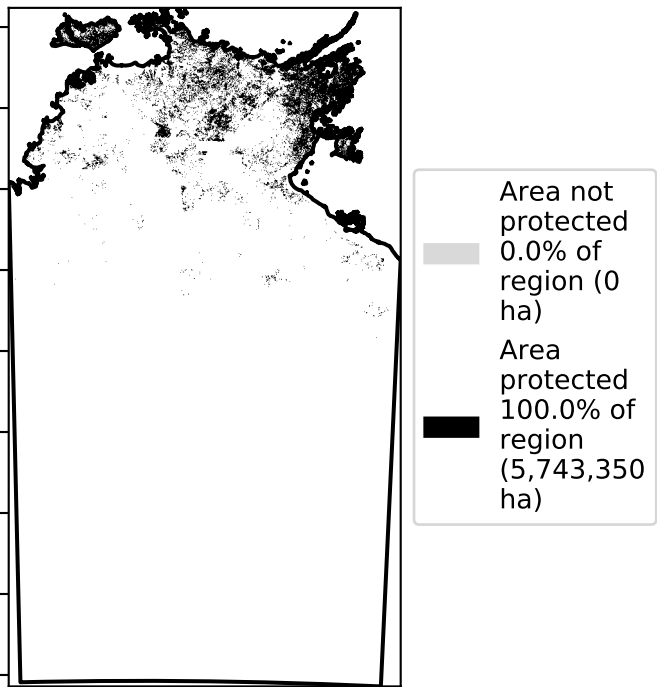 Area not
protected
0.0% of
region (0
ha)
Area
protected
100.0% of
region
(5,743,350
ha)